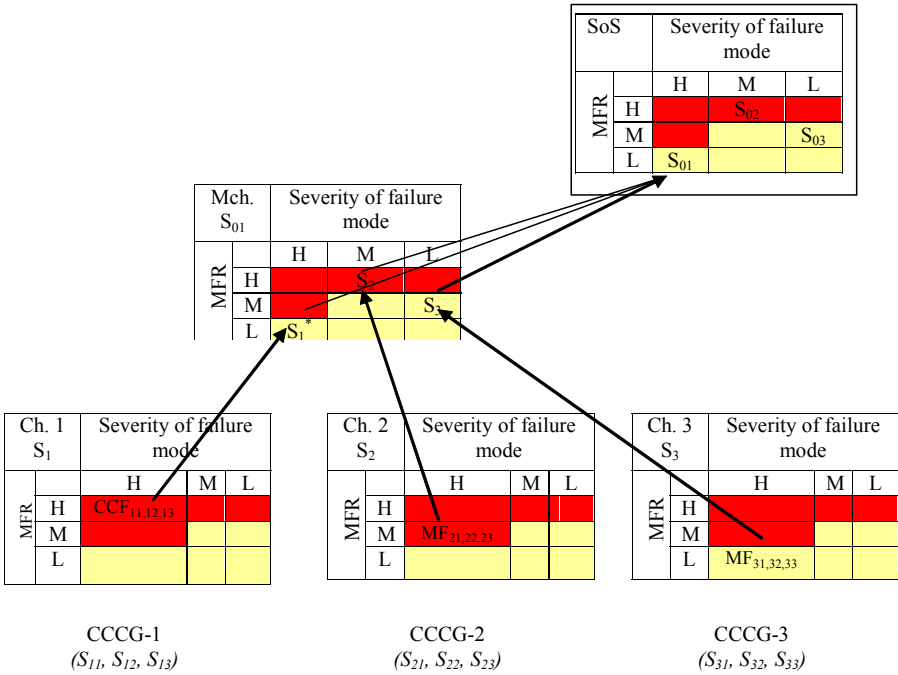 SoS Severity of failure
mode
H M L
MFR
H S02
M S03
L S01
Mch. Severity of failure
S01 mode
H M L
MFR
H S2
M S3
L S1*
Ch. 1 Severity of failure
S1 mode
H M L
MFR
H CCF11,12,13
M
L
Ch. 2 Severity of failure
S2 mode
H M L
MFR
H
M MF21,22,23
L
Ch. 3 Severity of failure
S3 mode
H M L
MFR
H
M
L MF31,32,33
CCCG-1
(S11, S12, S13)
CCCG-2
(S21, S22, S23)
CCCG-3
(S31, S32, S33)